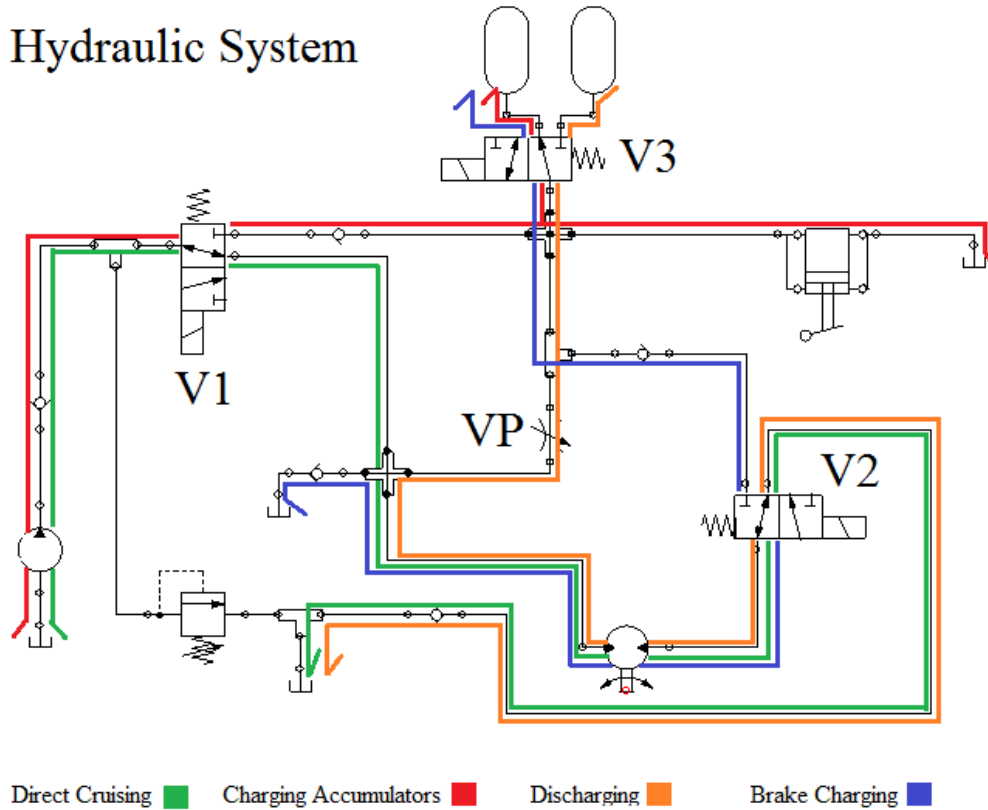 Hydraulic System
V3
V1
VP
V2
Direct Cruising
Charging Accumulators
Discharging
Brake Charging